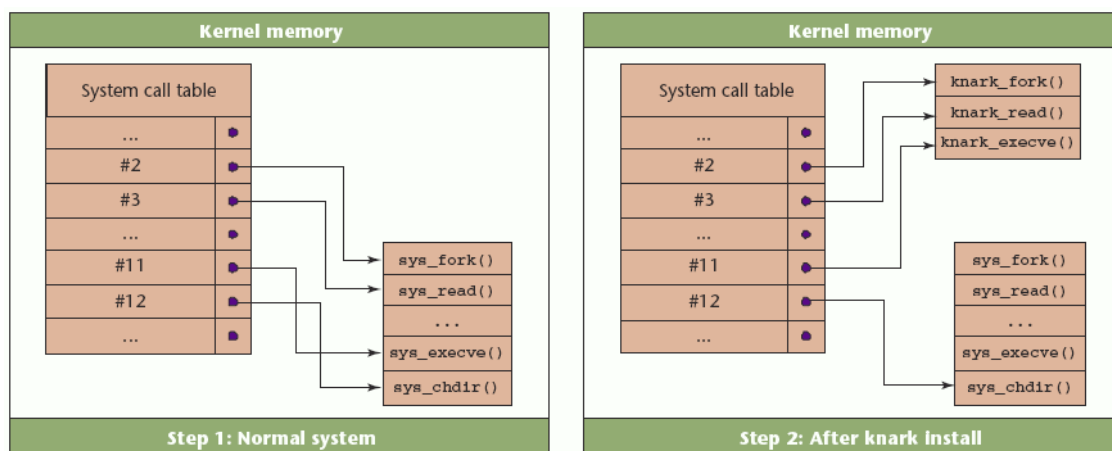 Kernel memory
System call table
...
#2
#3
...
#11
#12
...
sys_fork()
sys_read()
...
sys_execve()
sys_chdir()
Step 1: Normal system
Kernel memory
System call table
...
#2
#3
...
#11
#12
...
knark_fork()
knark_read()
knark_execve()
sys_fork()
sys_read()
...
sys_execve()
sys_chdir()
Step 2: After knark install